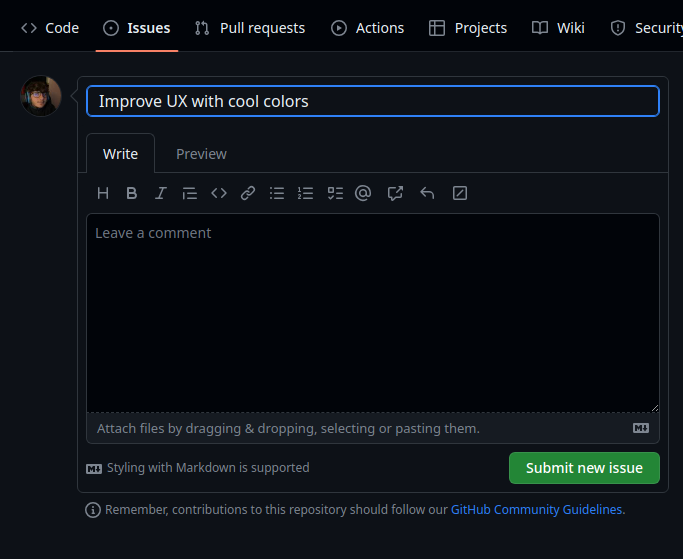 Code Issues Pull requests Actions Projects Wiki Security
Improve UX with cool colors
Write Preview
H B I @
Leave a comment
Attach files by dragging & dropping, selecting or pasting them.
Styling with Markdown is supported
Submit new issue
Remember, contributions to this repository should follow our GitHub Community Guidelines.